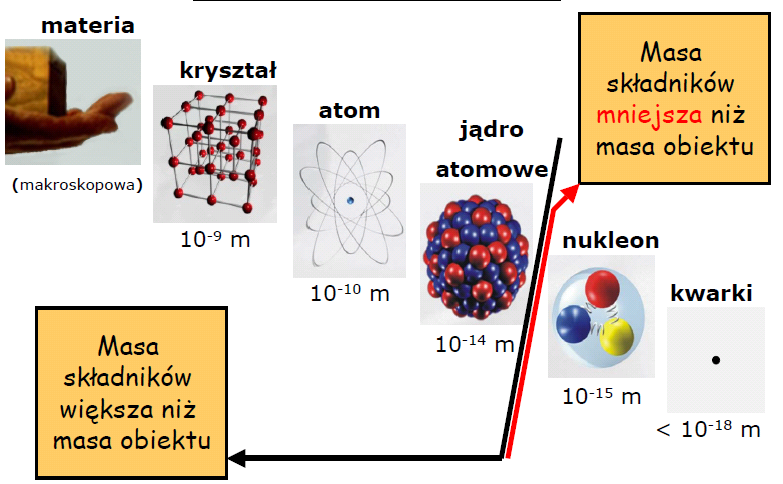 materia
(makroskopowa)
kryształ
10⁻⁹ m
atom
10⁻¹⁰ m
jądro
atomowe
10⁻¹⁴ m
nukleon
10⁻¹⁵ m
kwarki
< 10⁻¹⁸ m
Masa
składników
mniejsza niż
masa obiektu
Masa
składników
większa niż
masa obiektu